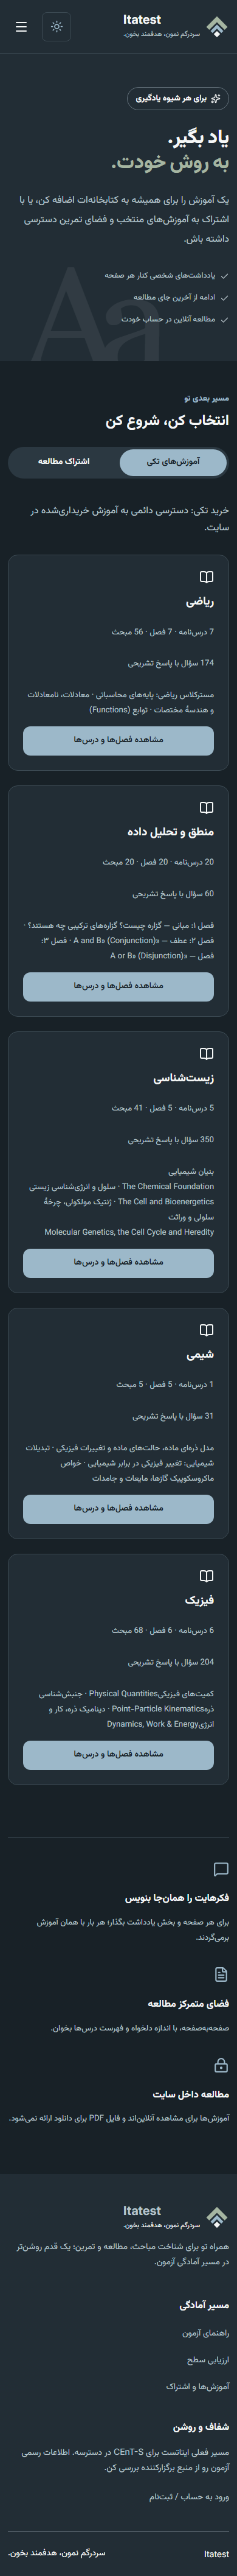 Itatest
سردرگم نمون، هدفمند بخون.
برای هر شیوه یادگیری
یاد بگیر.
به روش خودت.
یک آموزش را برای همیشه به کتابخانه‌ات اضافه کن، یا با
اشتراک به آموزش‌های منتخب و فضای تمرین دسترسی
داشته باش.
یادداشت‌های شخصی کنار هر صفحه
ادامه از آخرین جای مطالعه
مطالعه آنلاین در حساب خودت
Aa
مسیر بعدی تو
انتخاب کن، شروع کن
آموزش‌های تکی
اشتراک مطالعه
خرید تکی: دسترسی دائمی به آموزش خریداری‌شده در
سایت.
ریاضی
7 درس‌نامه · 7 فصل · 56 مبحث
174 سؤال با پاسخ تشریحی
مسترکلاس ریاضی: پایه‌های محاسباتی · معادلات، نامعادلات
و هندسهٔ مختصات · توابع (Functions)
مشاهده فصل‌ها و درس‌ها
منطق و تحلیل داده
20 درس‌نامه · 20 فصل · 20 مبحث
60 سؤال با پاسخ تشریحی
فصل ۱: مبانی — گزاره چیست؟ گزاره‌های ترکیبی چه هستند؟ ·
فصل ۲: عطف — «A and B» (Conjunction) · فصل ۳:
فصل — «A or B» (Disjunction)
مشاهده فصل‌ها و درس‌ها
زیست‌شناسی
5 درس‌نامه · 5 فصل · 41 مبحث
350 سؤال با پاسخ تشریحی
بنیان شیمیایی
The Chemical Foundation · سلول و انرژی‌شناسی زیستی
The Cell and Bioenergetics · ژنتیک مولکولی، چرخهٔ
سلولی و وراثت
Molecular Genetics, the Cell Cycle and Heredity
مشاهده فصل‌ها و درس‌ها
شیمی
1 درس‌نامه · 5 فصل · 5 مبحث
31 سؤال با پاسخ تشریحی
مدل ذره‌ای ماده، حالت‌های ماده و تغییرات فیزیکی · تبدیلات
شیمیایی: تغییر فیزیکی در برابر شیمیایی · خواص
ماکروسکوپیک گازها، مایعات و جامدات
مشاهده فصل‌ها و درس‌ها
فیزیک
6 درس‌نامه · 6 فصل · 68 مبحث
204 سؤال با پاسخ تشریحی
کمیت‌های فیزیکیPhysical Quantities · جنبش‌شناسی
ذرهPoint-Particle Kinematics · دینامیک ذره، کار و
انرژیDynamics, Work & Energy
مشاهده فصل‌ها و درس‌ها
فکرهایت را همان‌جا بنویس
برای هر صفحه و بخش یادداشت بگذار؛ هر بار با همان آموزش
برمی‌گردند.
فضای متمرکز مطالعه
صفحه‌به‌صفحه، با اندازه دلخواه و فهرست درس‌ها بخوان.
مطالعه داخل سایت
آموزش‌ها برای مشاهده آنلاین‌اند و فایل PDF برای دانلود ارائه نمی‌شود.
Itatest
سردرگم نمون، هدفمند بخون.
همراه تو برای شناخت مباحث، مطالعه و تمرین؛ یک قدم روشن‌تر
در مسیر آمادگی آزمون.
مسیر آمادگی
راهنمای آزمون
ارزیابی سطح
آموزش‌ها و اشتراک
شفاف و روشن
مسیر فعلی ایتاتست برای CEnT-S در دسترسه. اطلاعات رسمی
آزمون رو از منبع برگزارکننده بررسی کن.
ورود به حساب / ثبت‌نام
Itatest
سردرگم نمون، هدفمند بخون.